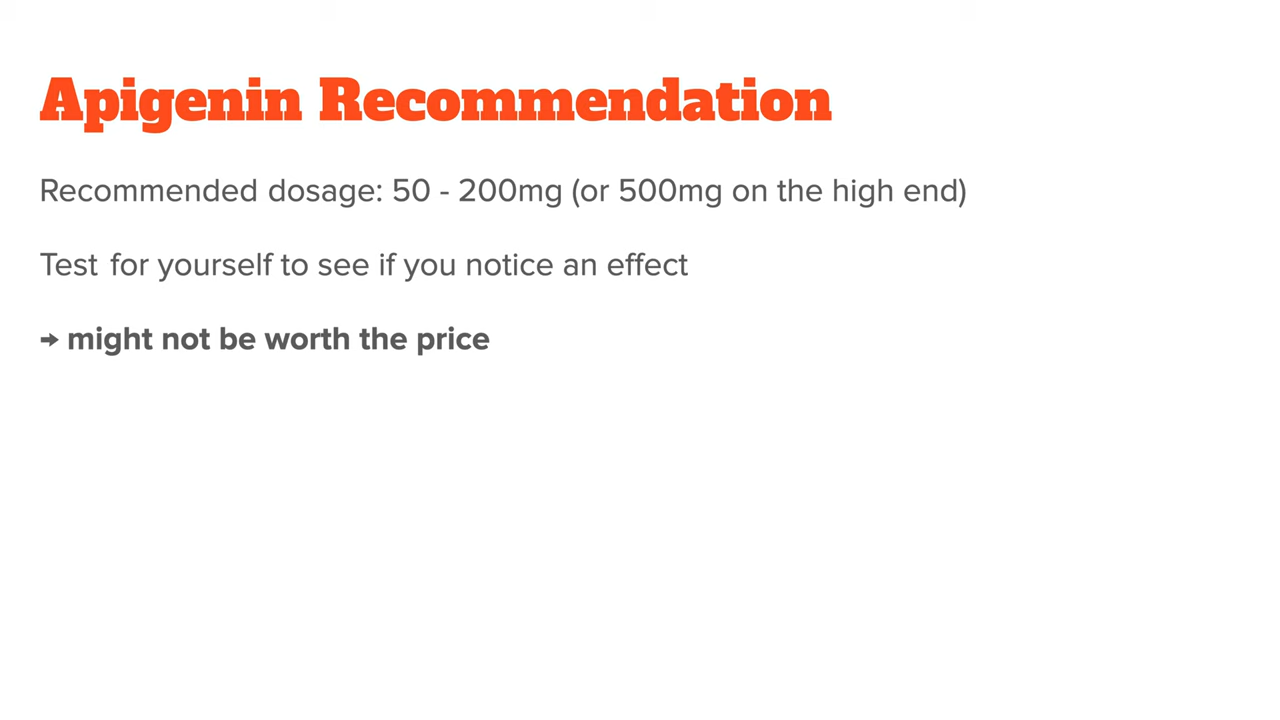 Apigenin Recommendation
Recommended dosage: 50 - 200mg (or 500mg on the high end)
Test for yourself to see if you notice an effect
→ might not be worth the price